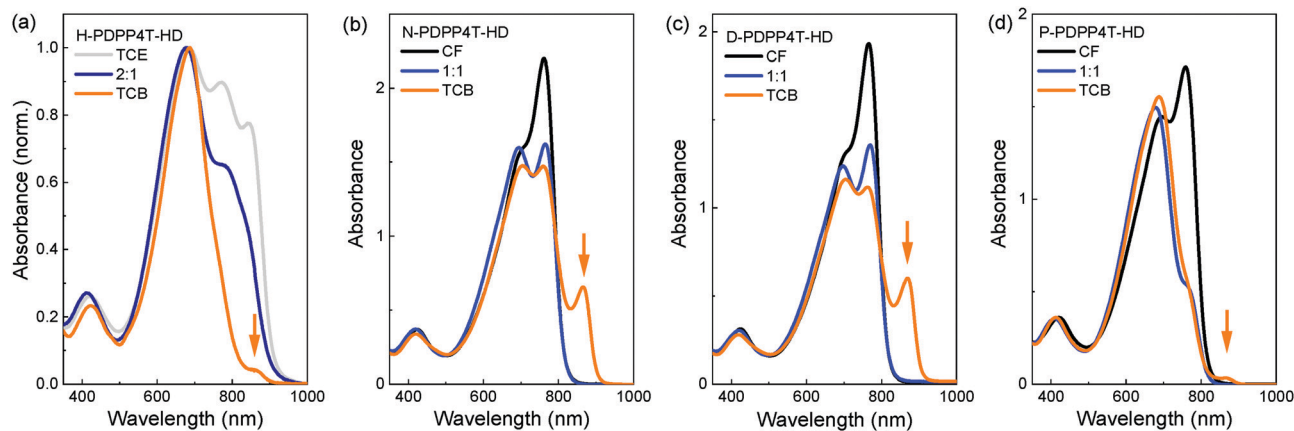 (a)
H-PDPP4T-HD
TCE
2:1
TCB
Absorbance (norm.)
1.0
0.8
0.6
0.4
0.2
0.0
400 600 800 1000
Wavelength (nm)
(b)
N-PDPP4T-HD
CF
1:1
TCB
Absorbance
2
1
0
400 600 800 1000
Wavelength (nm)
(c)
D-PDPP4T-HD
CF
1:1
TCB
Absorbance
2
1
0
400 600 800 1000
Wavelength (nm)
(d)
P-PDPP4T-HD
CF
1:1
TCB
Absorbance
2
1
0
400 600 800 1000
Wavelength (nm)